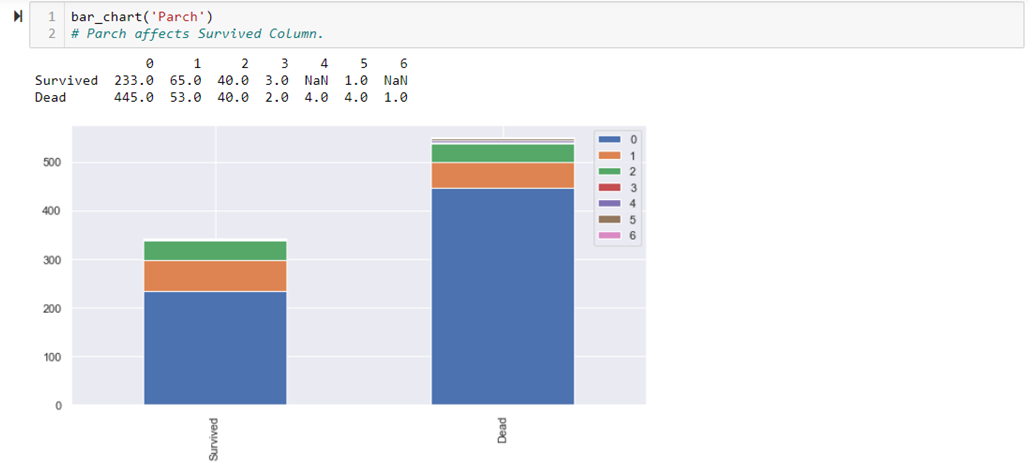 1 bar_chart('Parch')
2 # Parch affects Survived Column.
0 1 2 3 4 5 6
Survived 233.0 65.0 40.0 3.0 NaN 1.0 NaN
Dead 445.0 53.0 40.0 2.0 4.0 4.0 1.0
500
400
300
200
100
0
Survived
Dead
0
1
2
3
4
5
6